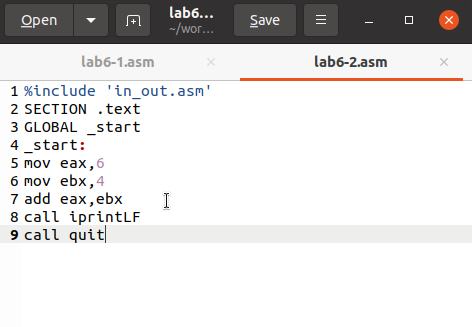 Open lab6... Save
~/wor...
lab6-1.asm lab6-2.asm
1 %include 'in_out.asm'
2 SECTION .text
3 GLOBAL _start
4 _start:
5 mov eax,6
6 mov ebx,4
7 add eax,ebx
8 call iprintLF
9 call quit